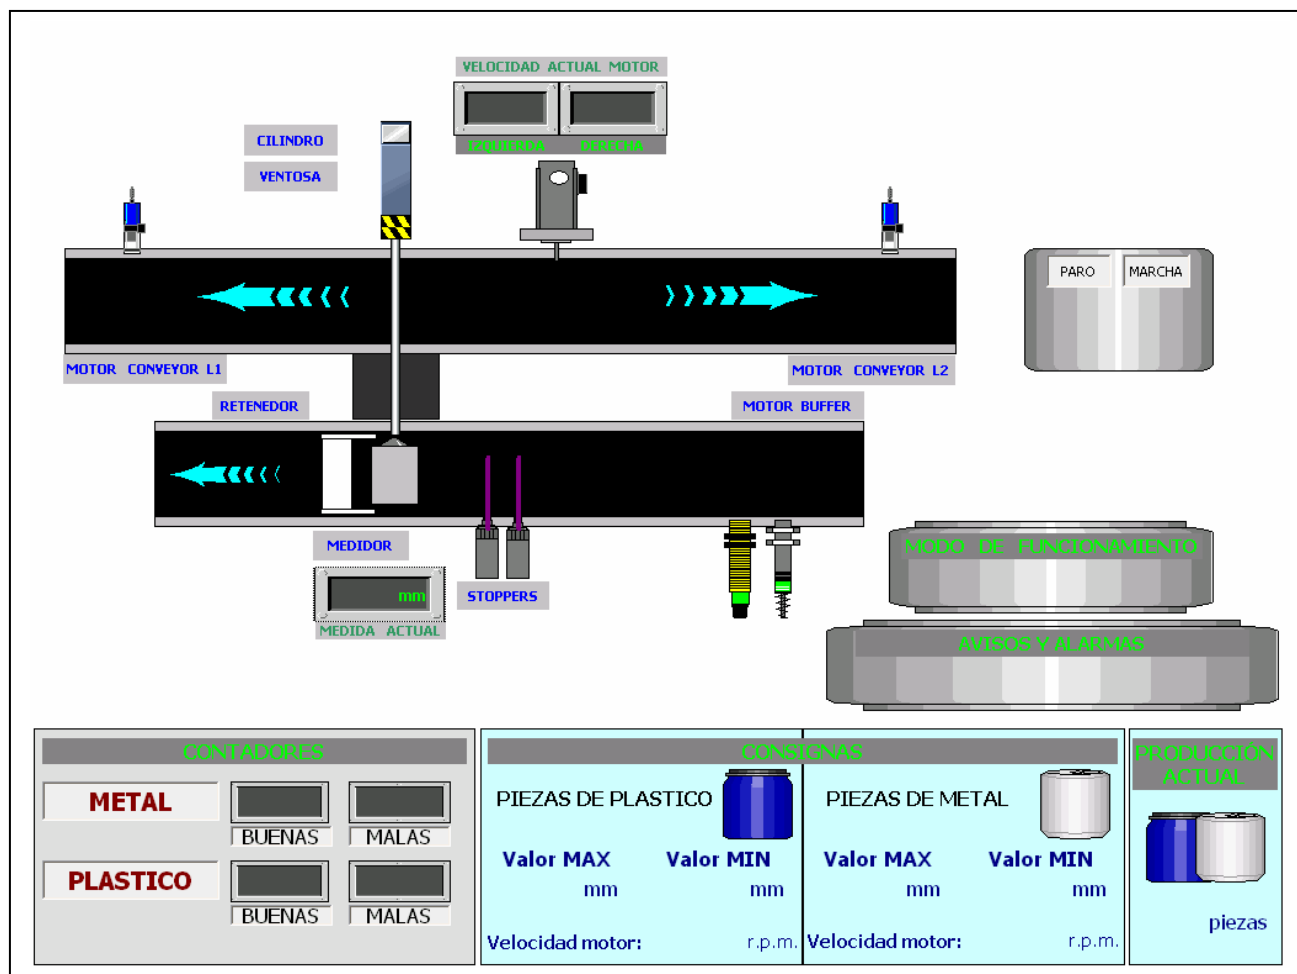 VELOCIDAD ACTUAL MOTOR
IZQUIERDA DERECHA
CILINDRO
VENTOSA
PARO MARCHA
MOTOR CONVEYOR L1
MOTOR CONVEYOR L2
RETENEDOR
MOTOR BUFFER
MEDIDOR
mm
MEDIDA ACTUAL
STOPPERS
MODO DE FUNCIONAMIENTO
AVISOS Y ALARMAS
CONTADORES
METAL
BUENAS MALAS
PLASTICO
BUENAS MALAS
CONSIGNAS
PIEZAS DE PLASTICO
Valor MAX Valor MIN
mm mm
Velocidad motor: r.p.m.
PIEZAS DE METAL
Valor MAX Valor MIN
mm mm
Velocidad motor: r.p.m.
PRODUCCIÓN
ACTUAL
piezas